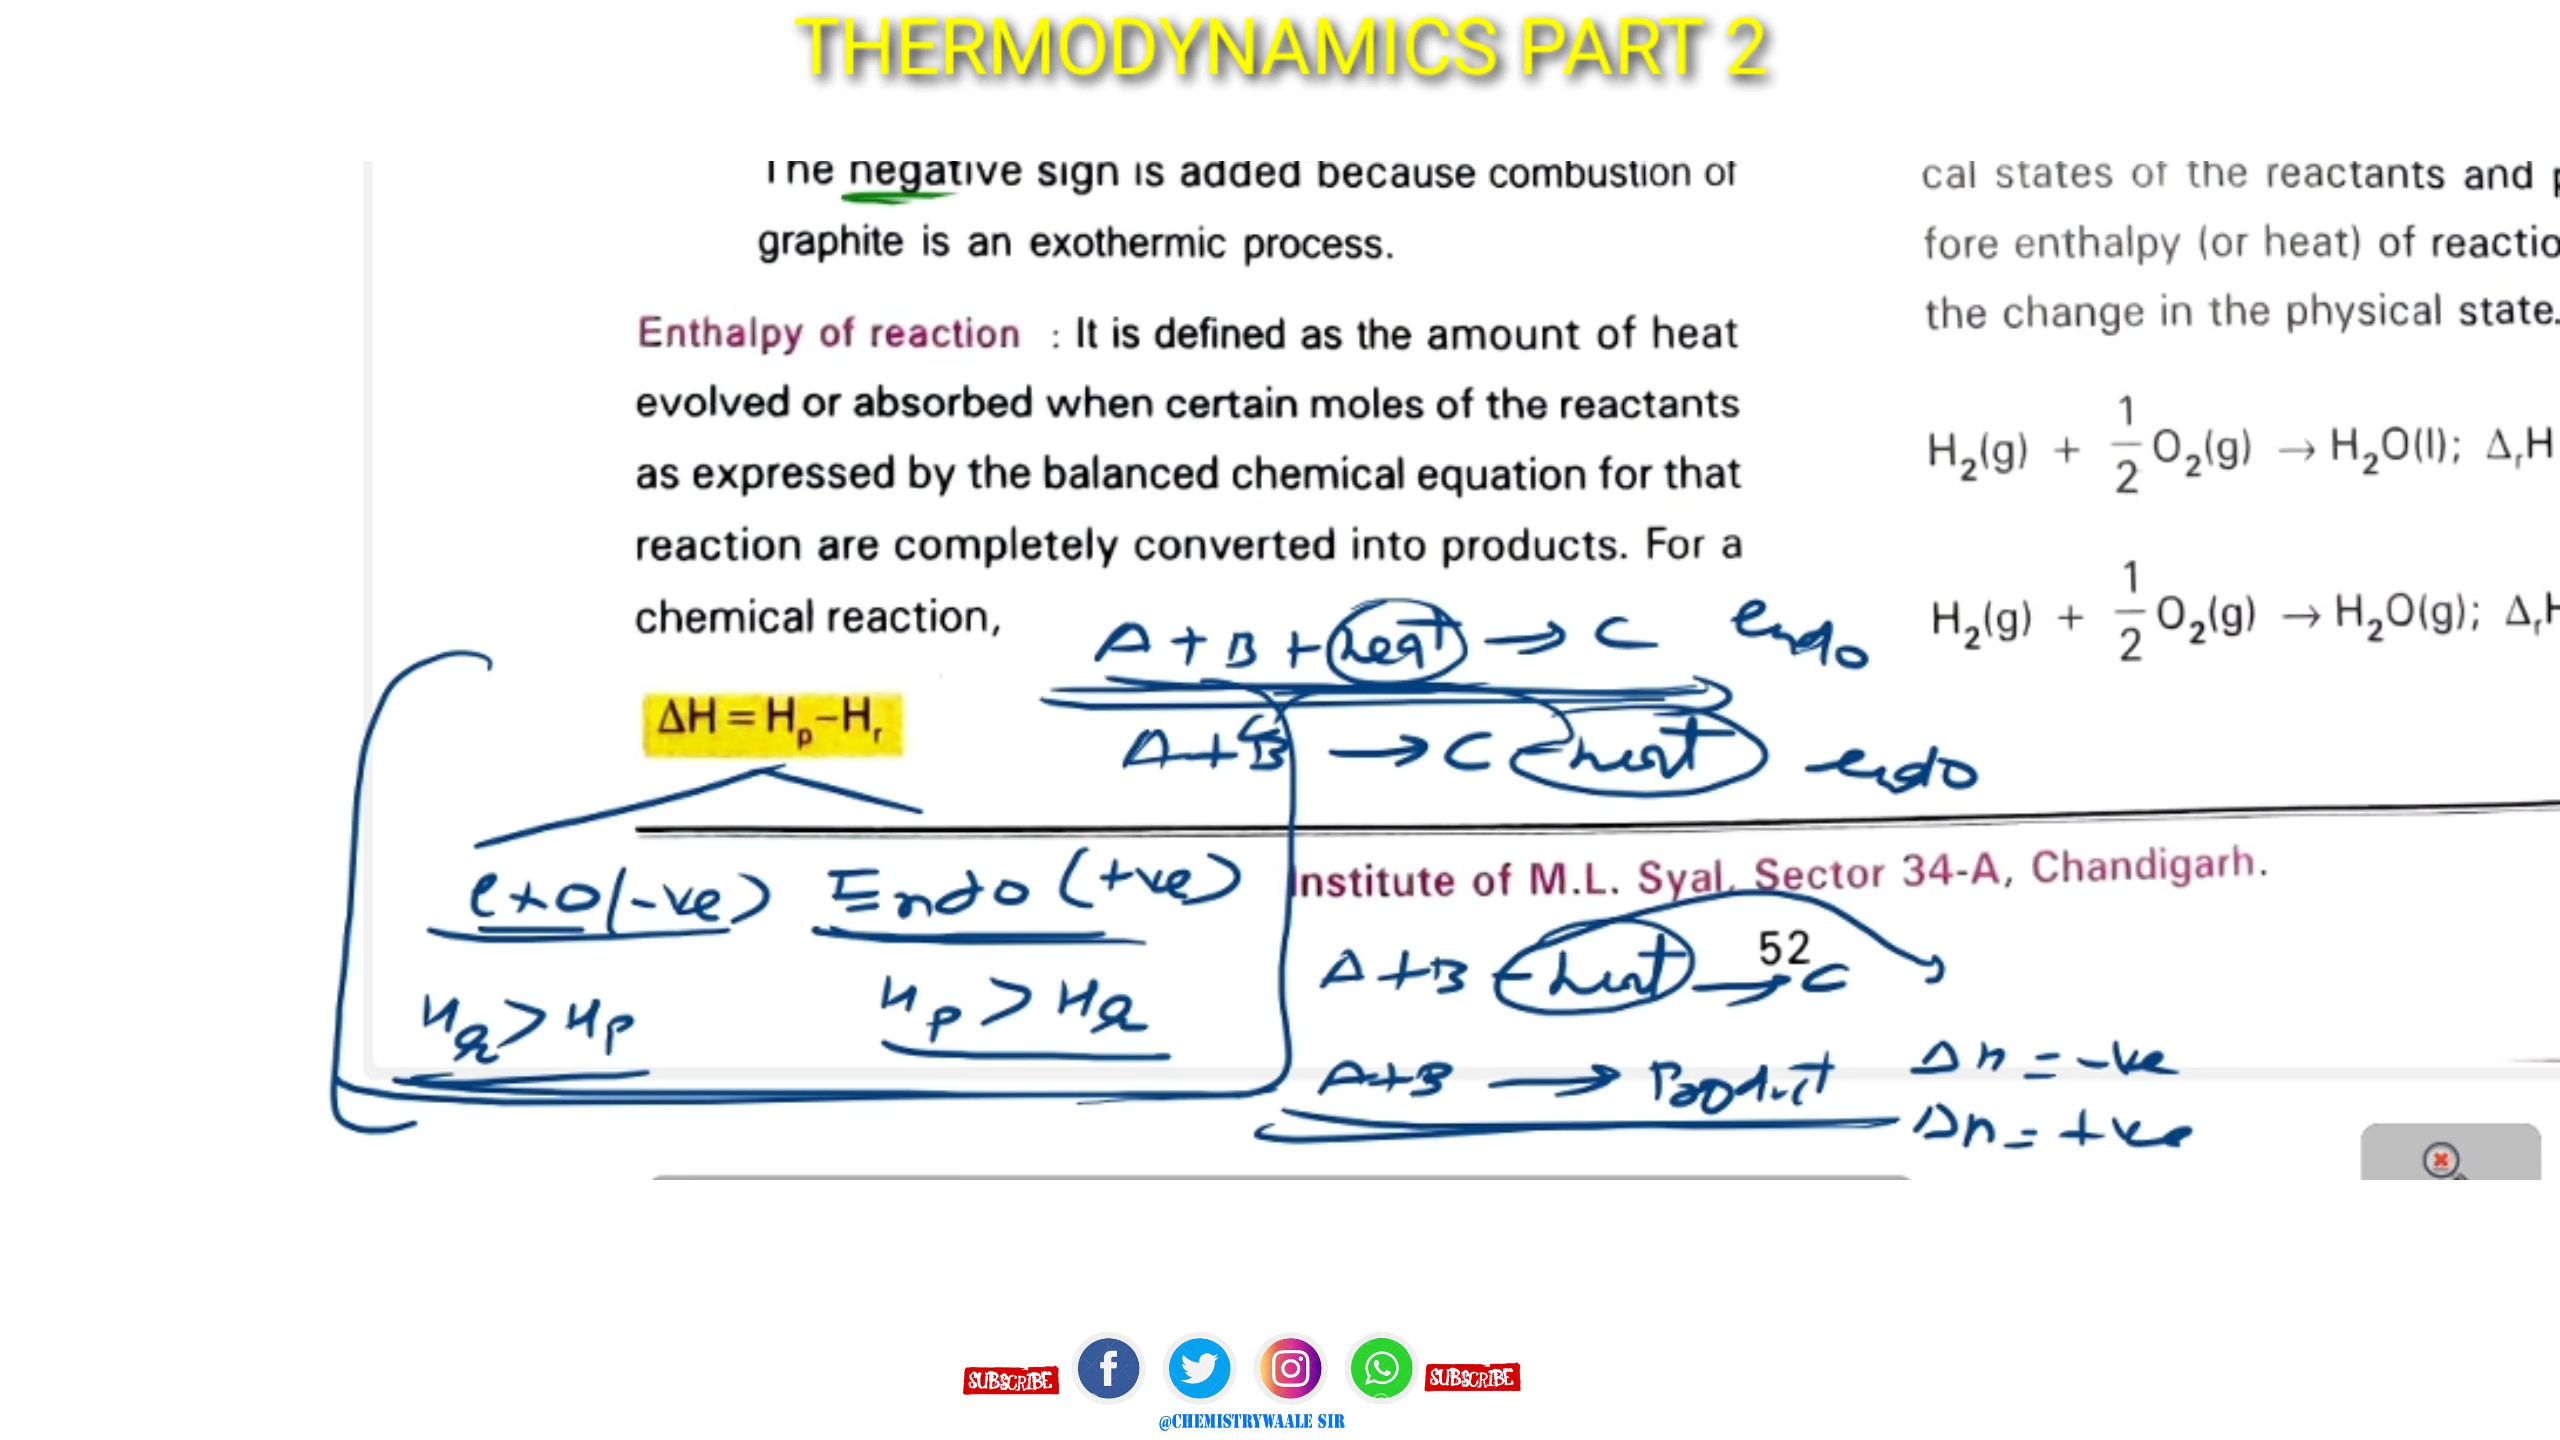 THERMODYNAMICS PART 2
The negative sign is added because combustion of
graphite is an exothermic process.
Enthalpy of reaction : It is defined as the amount of heat
evolved or absorbed when certain moles of the reactants
as expressed by the balanced chemical equation for that
reaction are completely converted into products. For a
chemical reaction,
A + B + heat → C endo
ΔH = Hp – Hr
A + B → C – heat endo
exo (-ve) Endo (+ve)
HR > HP HP > HR
cal states of the reactants and p
fore enthalpy (or heat) of reactio
the change in the physical state.
H₂(g) + 1/2 O₂(g) → H₂O(l); ΔrH
H₂(g) + 1/2 O₂(g) → H₂O(g); ΔrH
Institute of M.L. Syal, Sector 34-A, Chandigarh.
52
A + B – heat → C
A + B → Product ΔH = -ve
ΔH = +ve
SUBSCRIBE SUBSCRIBE
@CHEMISTRYWAALE SIR